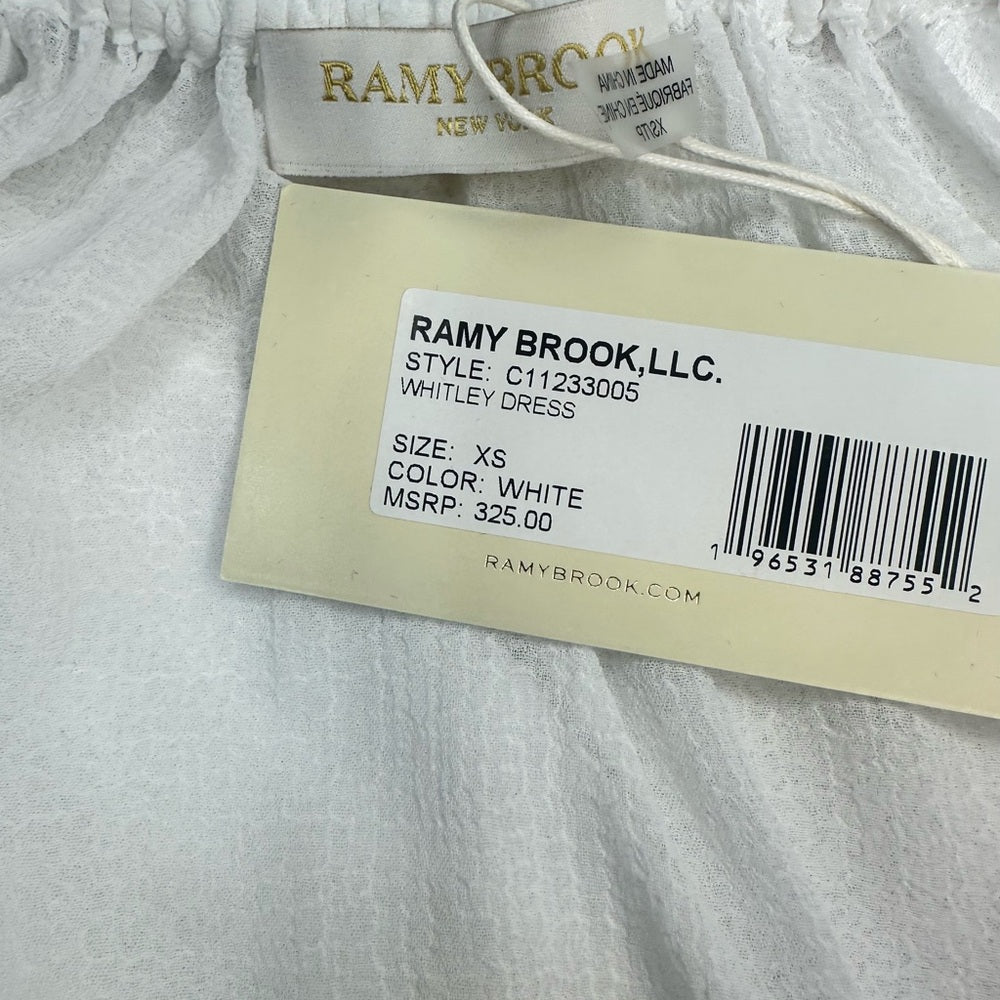 RAMY BROOK
NEW YORK
MADE IN CHINA
FABRIQUÉ EN CHINE
XS/TP
RAMY BROOK,LLC.
STYLE: C11233005
WHITLEY DRESS
SIZE: XS
COLOR: WHITE
MSRP: 325.00
1 96531 88755 2
RAMYBROOK.COM